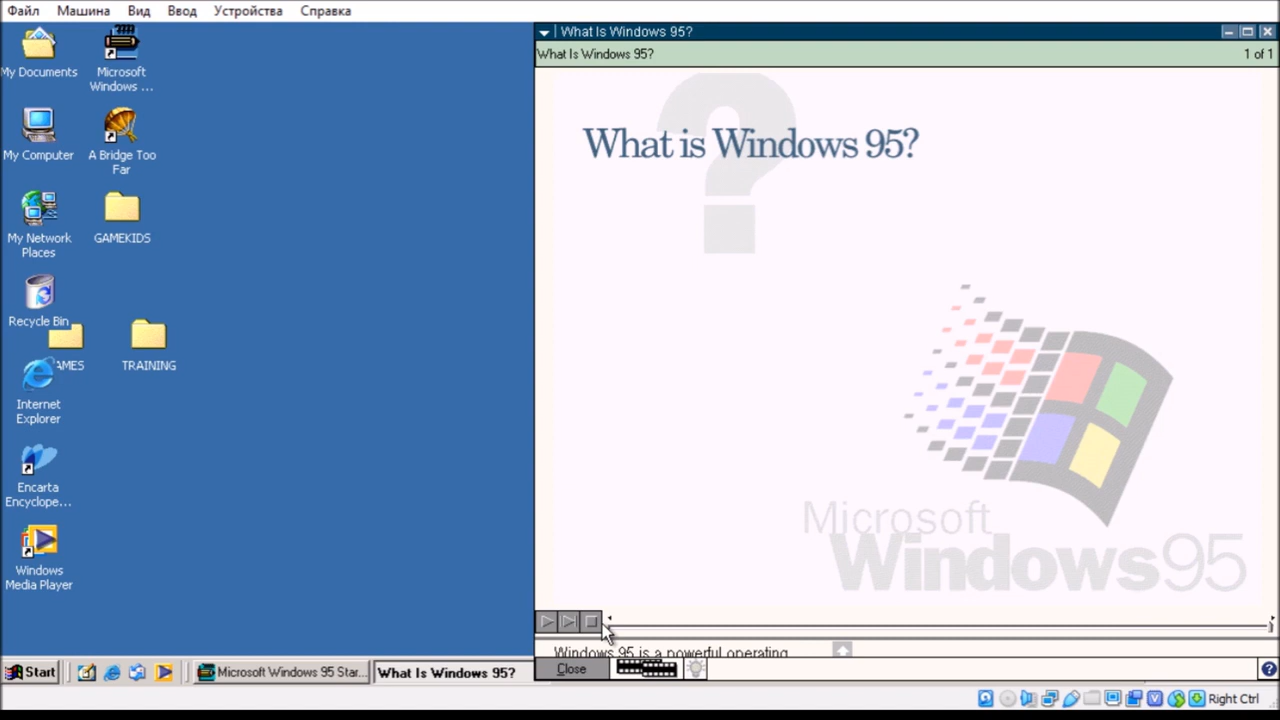 Файл Машина Вид Ввод Устройства Справка
My Documents
Microsoft
Windows ...
My Computer
A Bridge Too
Far
My Network
Places
GAMEKIDS
Recycle Bin
AMES
TRAINING
Internet
Explorer
Encarta
Encyclope...
Windows
Media Player
What Is Windows 95?
What Is Windows 95? 1 of 1
What is Windows 95?
Microsoft
Windows95
Windows 95 is a powerful operating
Close
Start Microsoft Windows 95 Star... What Is Windows 95?
Right Ctrl